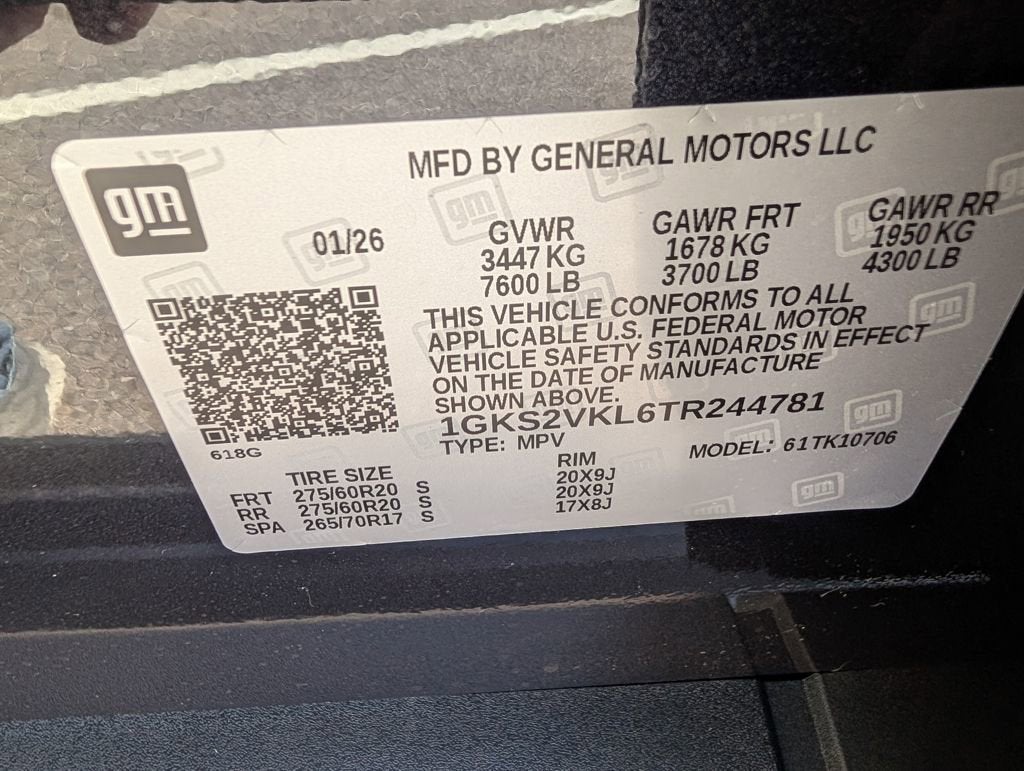 gm
MFD BY GENERAL MOTORS LLC
01/26
GVWR GAWR FRT GAWR RR
3447 KG 1678 KG 1950 KG
7600 LB 3700 LB 4300 LB
THIS VEHICLE CONFORMS TO ALL
APPLICABLE U.S. FEDERAL MOTOR
VEHICLE SAFETY STANDARDS IN EFFECT
ON THE DATE OF MANUFACTURE
SHOWN ABOVE.
1GKS2VKL6TR244781
TYPE: MPV MODEL: 61TK10706
618G
TIRE SIZE RIM
FRT 275/60R20 S 20X9J
RR 275/60R20 S 20X9J
SPA 265/70R17 S 17X8J